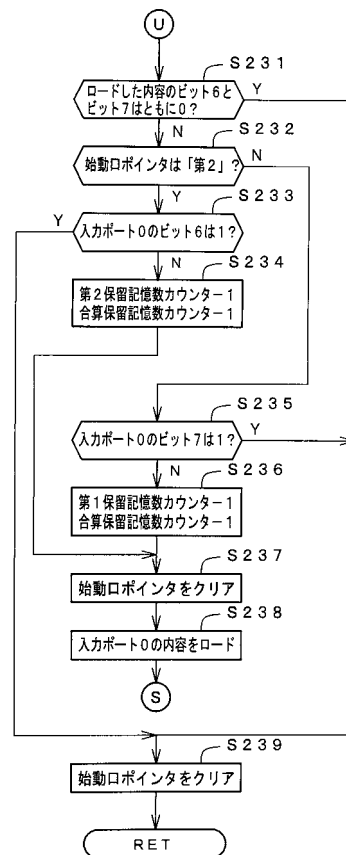 U
S231
ロードした内容のビット6と
ビット7はともに0?
Y
N
S232
始動口ポインタは「第2」?
N
Y
S233
Y
入力ポート0のビット6は1?
N
S234
第2保留記憶数カウンタ-1
合算保留記憶数カウンタ-1
S235
入力ポート0のビット7は1?
Y
N
S236
第1保留記憶数カウンタ-1
合算保留記憶数カウンタ-1
S237
始動口ポインタをクリア
S238
入力ポート0の内容をロード
S
S239
始動口ポインタをクリア
RET